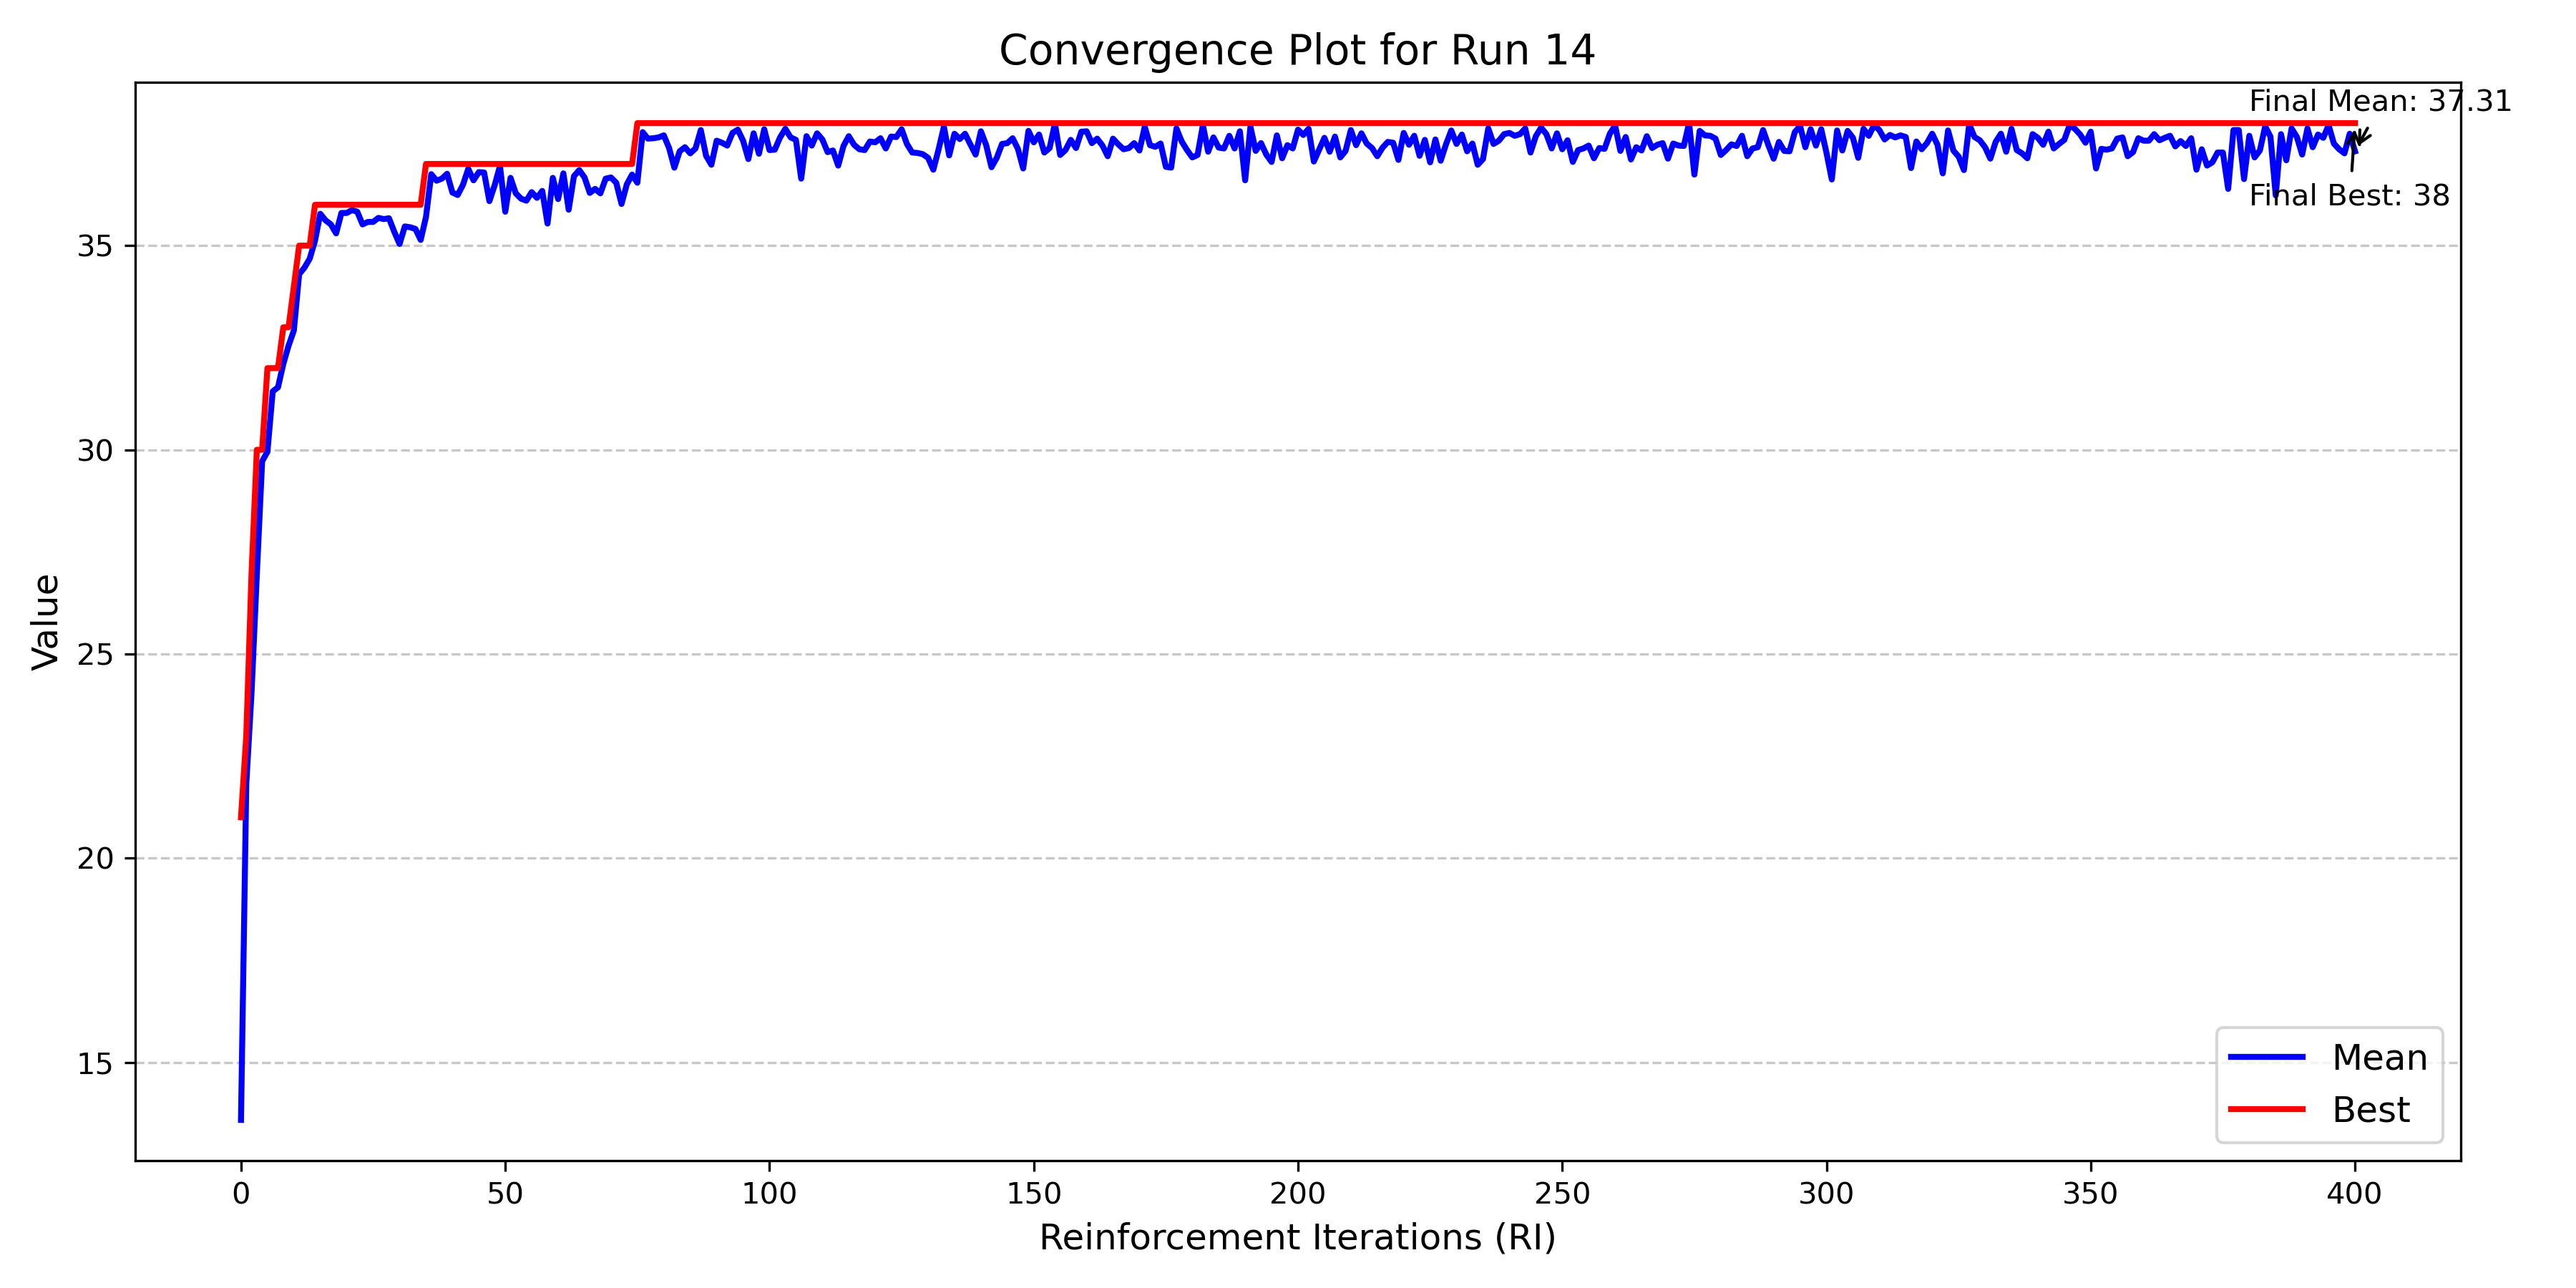 Convergence Plot for Run 14
Final Mean: 37.31
Final Best: 38
Value
35
30
25
20
15
Mean
Best
0 50 100 150 200 250 300 350 400
Reinforcement Iterations (RI)